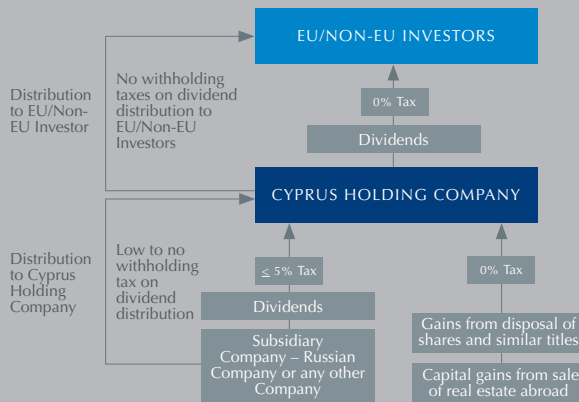 EU/NON-EU INVESTORS
Distribution
to EU/Non-
EU Investor
No withholding
taxes on dividend
distribution to
EU/Non-EU
Investors
0% Tax
Dividends
CYPRUS HOLDING COMPANY
Distribution
to Cyprus
Holding
Company
Low to no
withholding
tax on
dividend
distribution
≤ 5% Tax
Dividends
Subsidiary
Company – Russian
Company or any other
Company
0% Tax
Gains from disposal of
shares and similar titles
Capital gains from sale
of real estate abroad